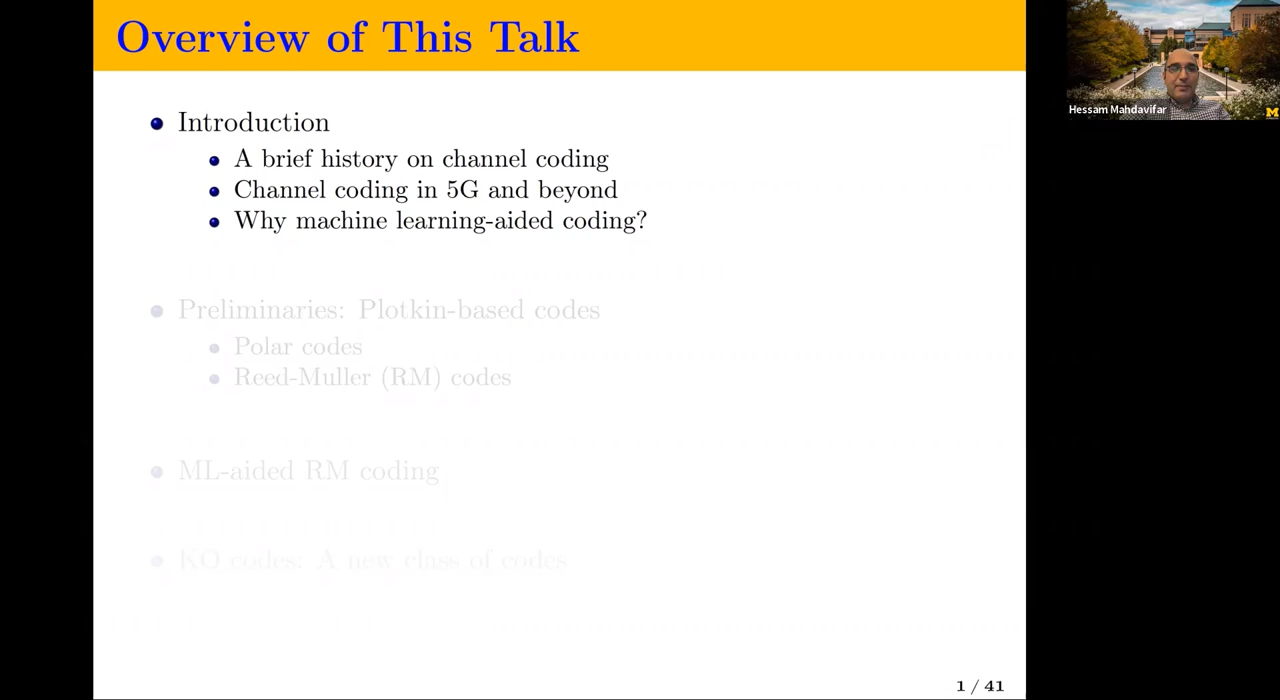 Overview of This Talk
Introduction
A brief history on channel coding
Channel coding in 5G and beyond
Why machine learning-aided coding?
Preliminaries: Plotkin-based codes
Polar codes
Reed-Muller (RM) codes
ML-aided RM coding
KO codes: A new class of codes
1 / 41
Hessam Mahdavifar
M